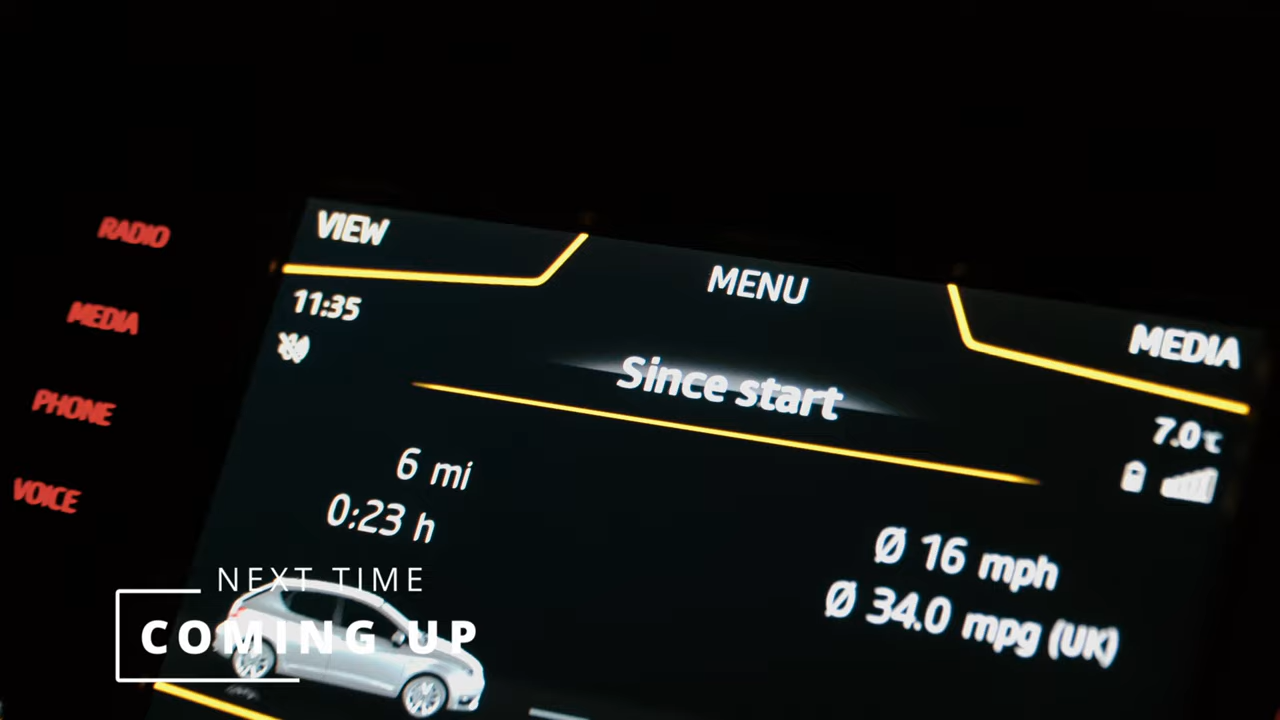 RADIO
MEDIA
PHONE
VOICE
VIEW
MENU
MEDIA
11:35
Since start
7.0℃
6 mi
0:23 h
Ø 16 mph
Ø 34.0 mpg (UK)
NEXT TIME
COMING UP